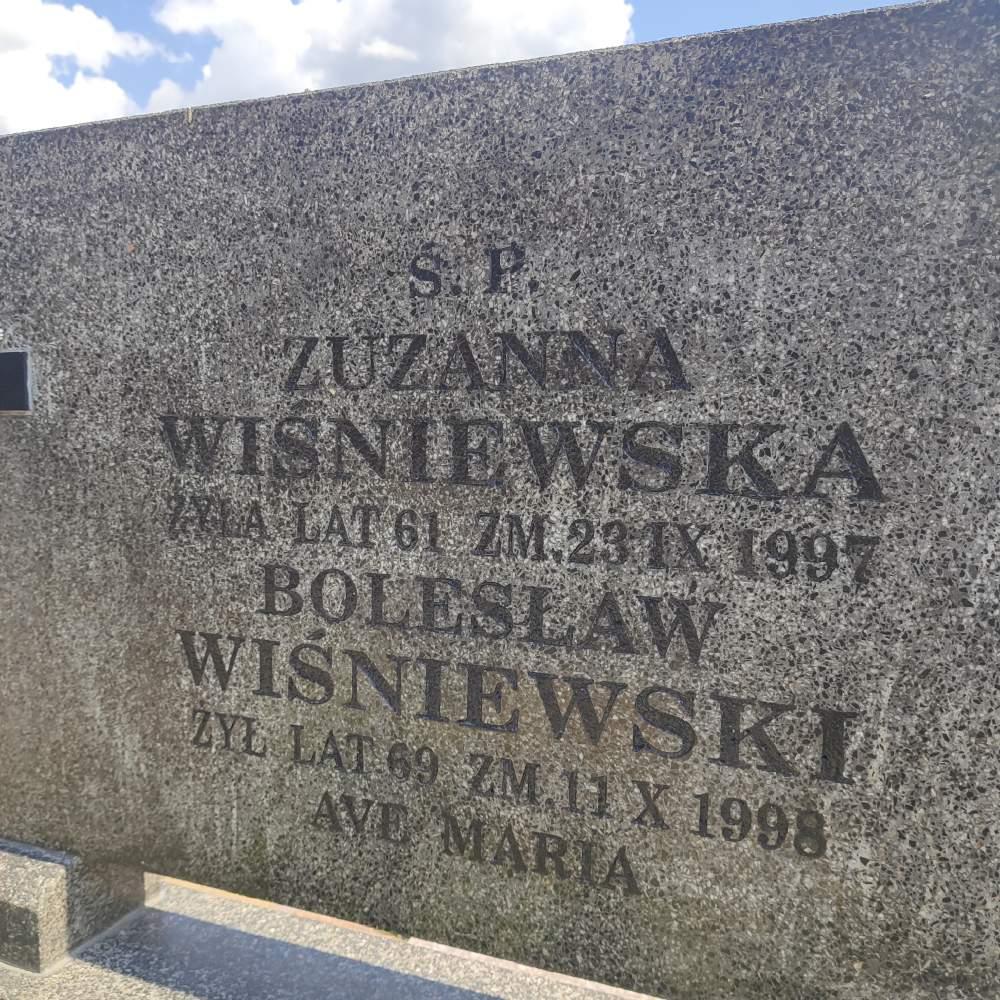 Ś. P.
ZUZANNA
WIŚNIEWSKA
ŻYŁA LAT 61 ZM. 23 IX 1997
BOLESŁAW
WIŚNIEWSKI
ŻYŁ LAT 69 ZM. 11 X 1998
AVE MARIA